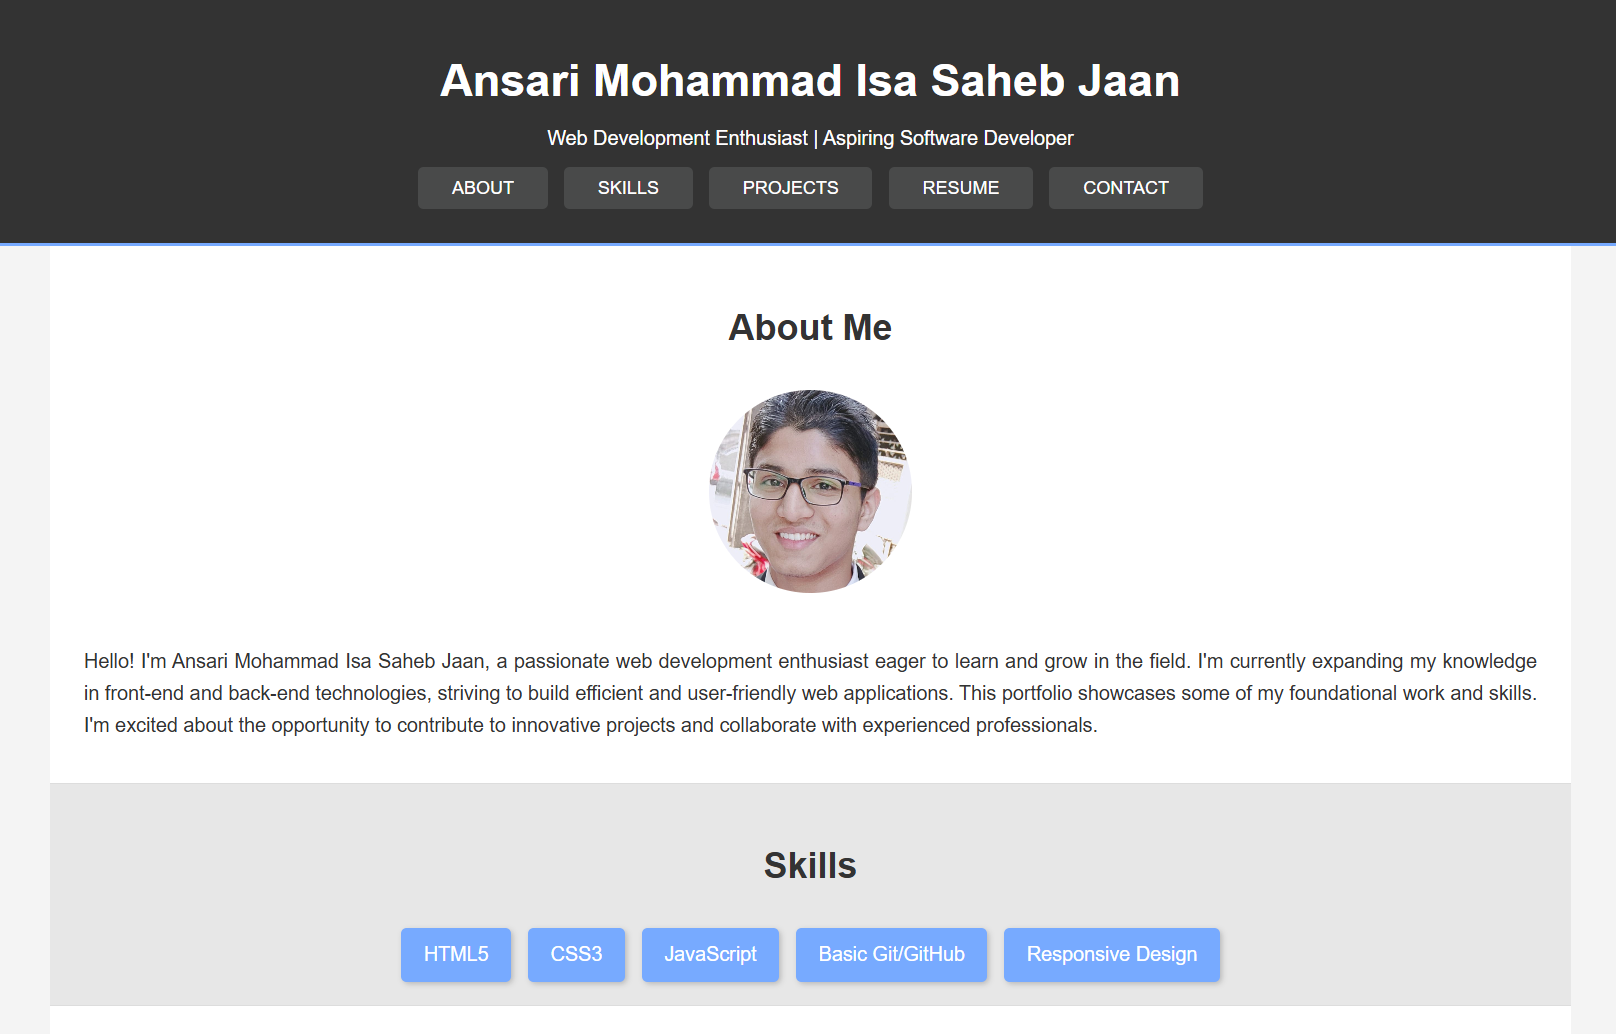 Ansari Mohammad Isa Saheb Jaan
Web Development Enthusiast | Aspiring Software Developer
ABOUT SKILLS PROJECTS RESUME CONTACT
About Me
Hello! I'm Ansari Mohammad Isa Saheb Jaan, a passionate web development enthusiast eager to learn and grow in the field. I'm currently expanding my knowledge
in front-end and back-end technologies, striving to build efficient and user-friendly web applications. This portfolio showcases some of my foundational work and skills.
I'm excited about the opportunity to contribute to innovative projects and collaborate with experienced professionals.
Skills
HTML5 CSS3 JavaScript Basic Git/GitHub Responsive Design